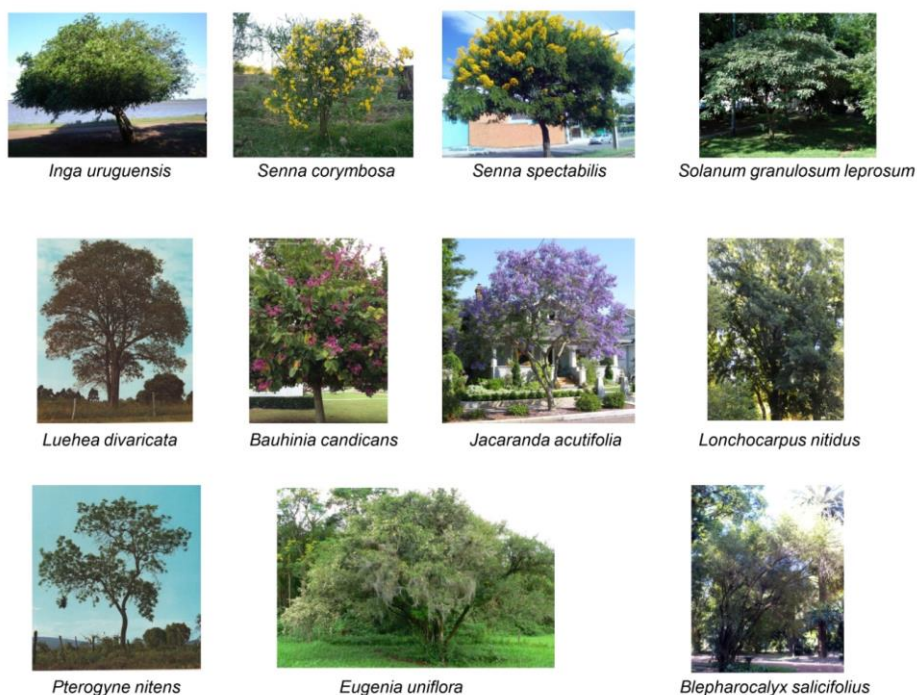 Inga uruguensis
Senna corymbosa
Senna spectabilis
Solanum granulosum leprosum
Luehea divaricata
Bauhinia candicans
Jacaranda acutifolia
Lonchocarpus nitidus
Pterogyne nitens
Eugenia uniflora
Blepharocalyx salicifolius